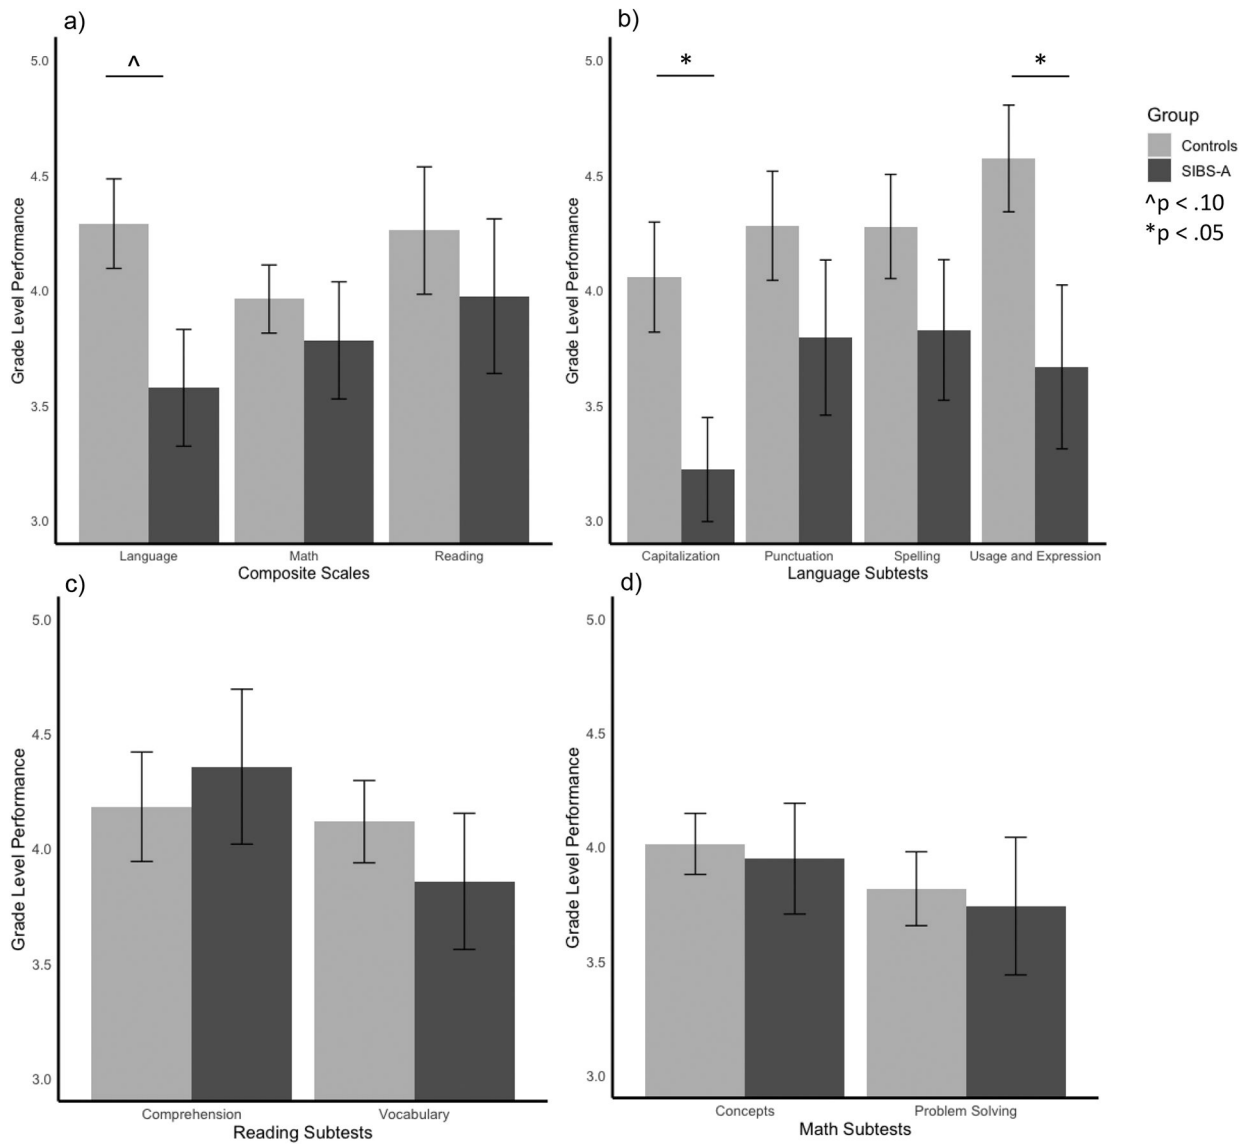 a)
^
5.0
4.5
4.0
3.5
3.0
Grade Level Performance
Language Math Reading
Composite Scales
b)
* *
5.0
4.5
4.0
3.5
3.0
Grade Level Performance
Capitalization Punctuation Spelling Usage and Expression
Language Subtests
Group
Controls
SIBS-A
^p < .10
*p < .05
c)
5.0
4.5
4.0
3.5
3.0
Grade Level Performance
Comprehension Vocabulary
Reading Subtests
d)
5.0
4.5
4.0
3.5
3.0
Grade Level Performance
Concepts Problem Solving
Math Subtests